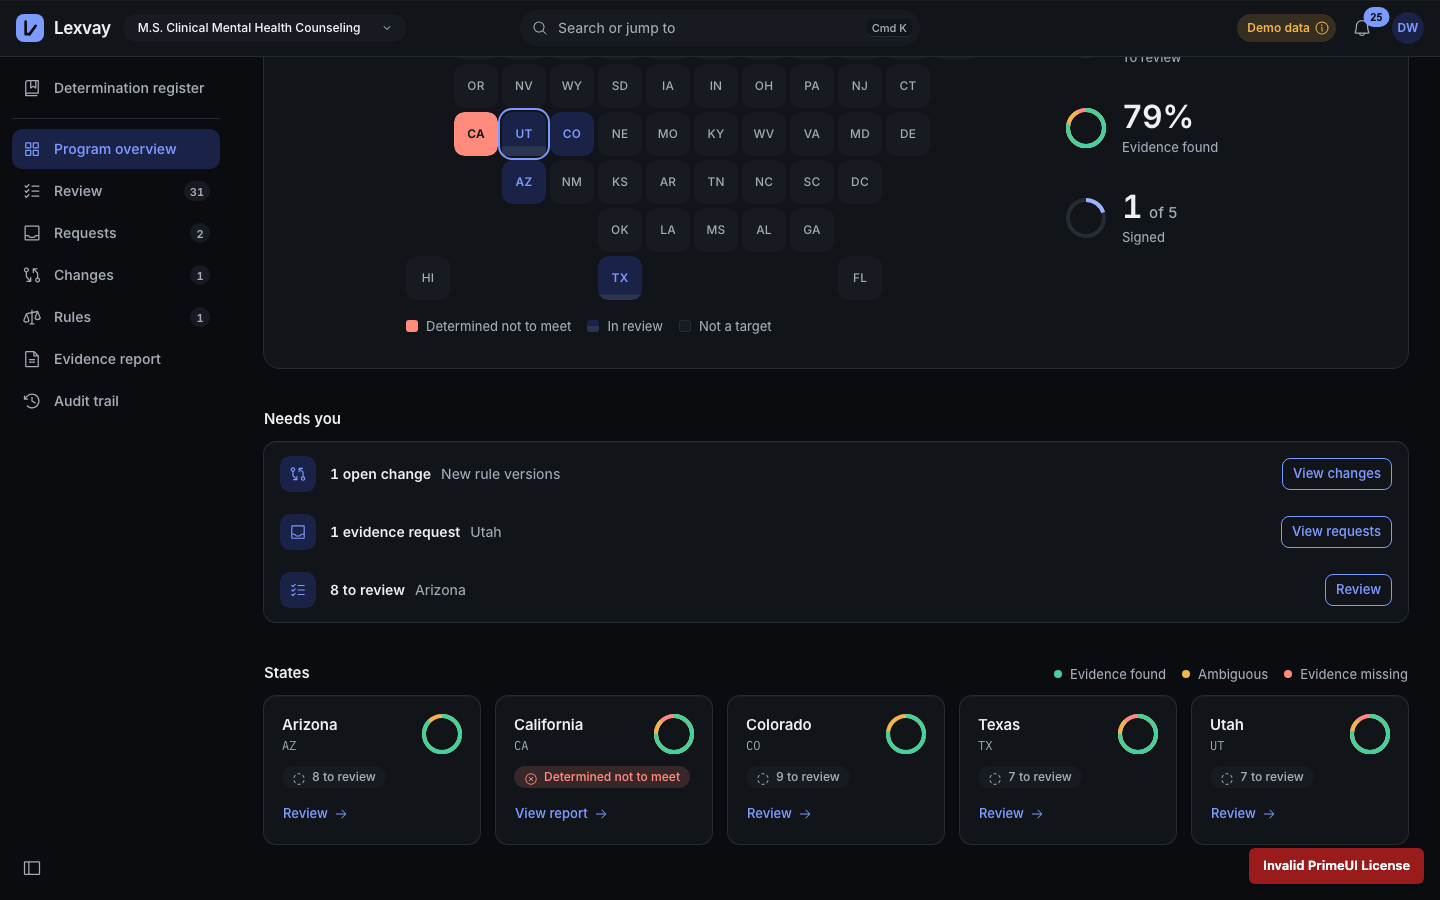 Lexvay
M.S. Clinical Mental Health Counseling
Search or jump to
Cmd K
Demo data
25
DW
Determination register
Program overview
Review 31
Requests 2
Changes 1
Rules 1
Evidence report
Audit trail
To review
OR NV WY SD IA IN OH PA NJ CT
CA UT CO NE MO KY WV VA MD DE
AZ NM KS AR TN NC SC DC
OK LA MS AL GA
HI TX FL
79%
Evidence found
1 of 5
Signed
Determined not to meet In review Not a target
Needs you
1 open change New rule versions View changes
1 evidence request Utah View requests
8 to review Arizona Review
States
Evidence found Ambiguous Evidence missing
Arizona
AZ
8 to review
Review
California
CA
Determined not to meet
View report
Colorado
CO
9 to review
Review
Texas
TX
7 to review
Review
Utah
UT
7 to review
Review
Invalid PrimeUI License